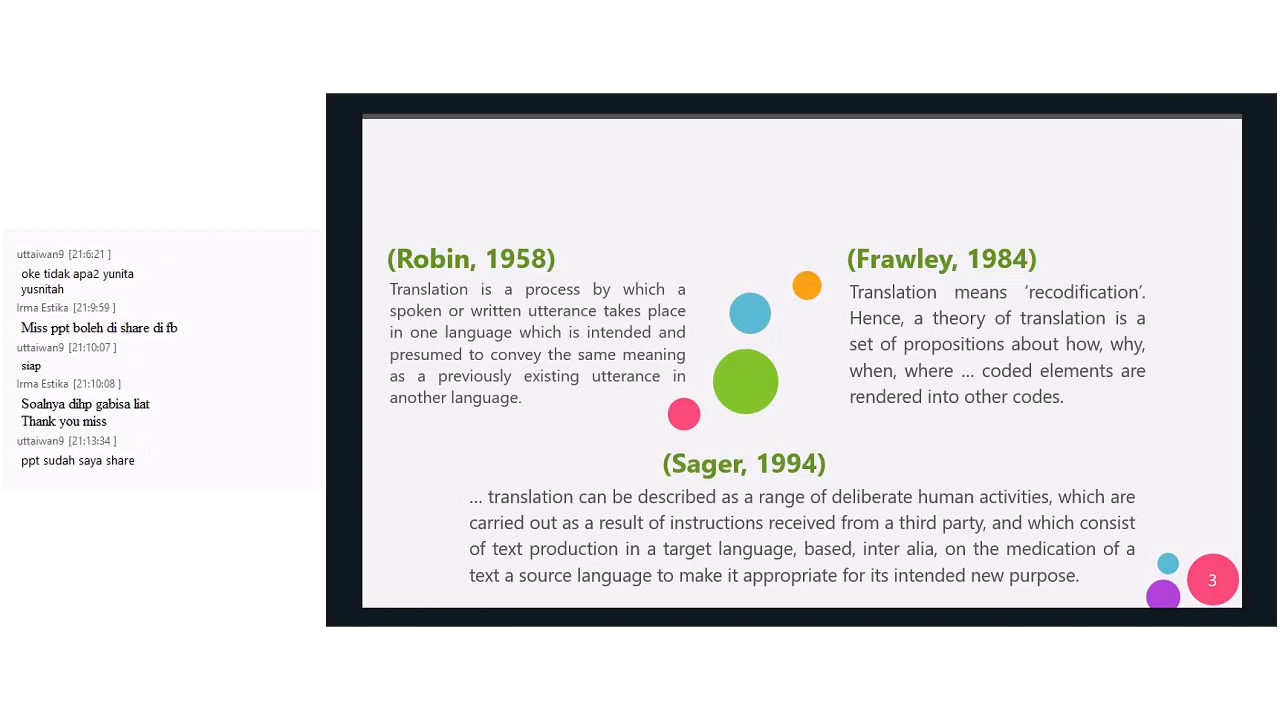 uttaiwan9 [21:6:21 ]
oke tidak apa2 yunita
yusnitah
Irma Estika [21:9:59 ]
Miss ppt boleh di share di fb
uttaiwan9 [21:10:07 ]
siap
Irma Estika [21:10:08 ]
Soalnya dihp gabisa liat
Thank you miss
uttaiwan9 [21:13:34 ]
ppt sudah saya share
(Robin, 1958)
Translation is a process by which a
spoken or written utterance takes place
in one language which is intended and
presumed to convey the same meaning
as a previously existing utterance in
another language.
(Frawley, 1984)
Translation means ‘recodification’.
Hence, a theory of translation is a
set of propositions about how, why,
when, where ... coded elements are
rendered into other codes.
(Sager, 1994)
... translation can be described as a range of deliberate human activities, which are
carried out as a result of instructions received from a third party, and which consist
of text production in a target language, based, inter alia, on the medication of a
text a source language to make it appropriate for its intended new purpose.
3